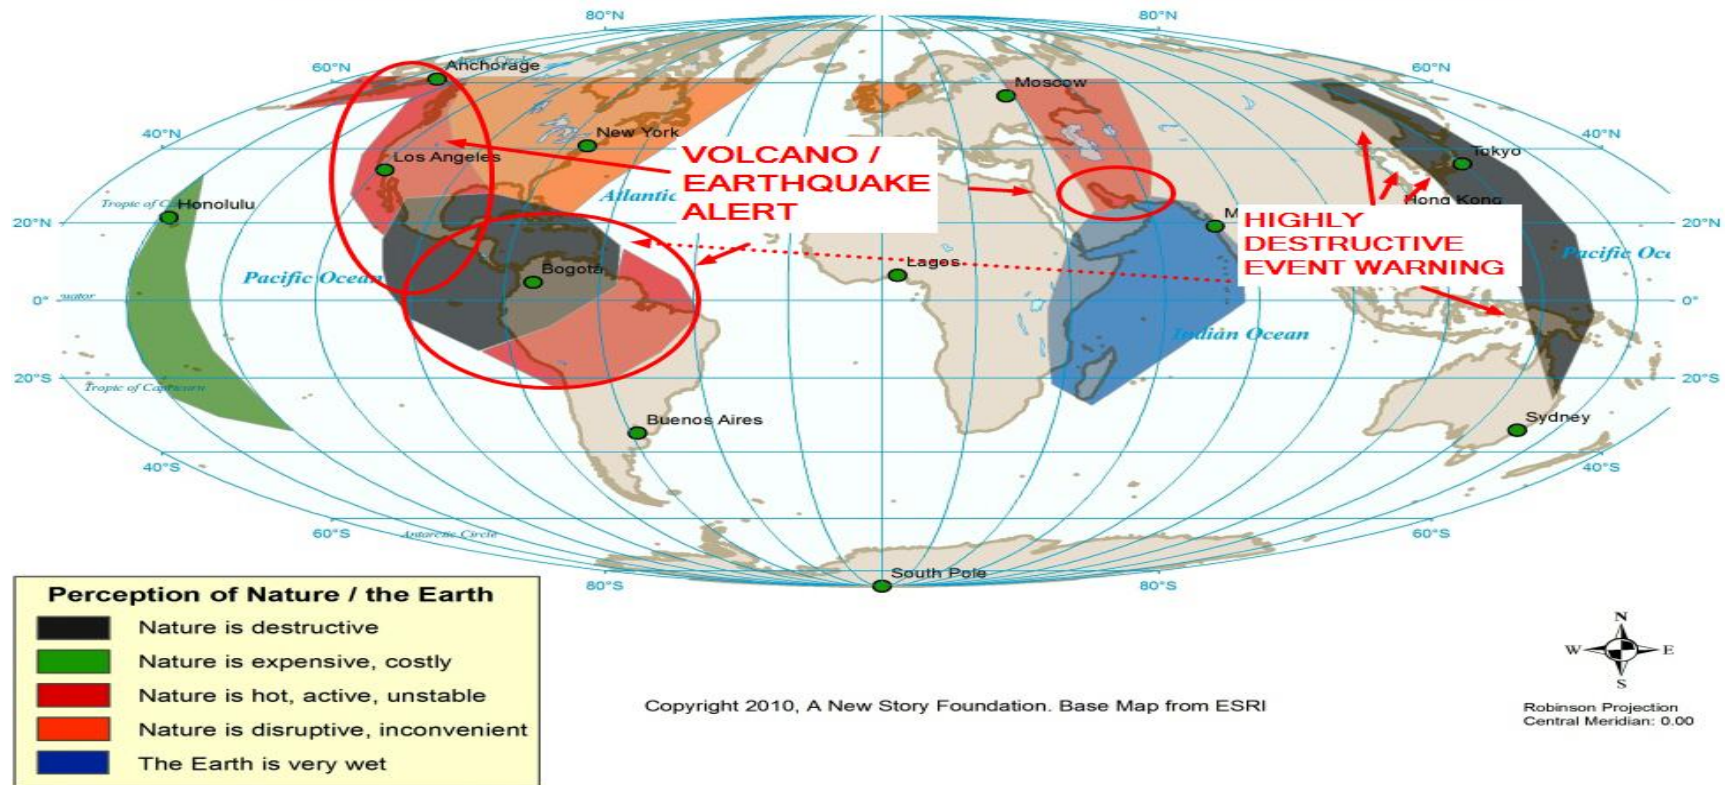 80°N
80°N
60°N
Anchorage
Moscow
60°N
40°N
New York
40°N
Los Angeles
Tokyo
VOLCANO /
EARTHQUAKE
ALERT
Atlantic
Tropic of
Honolulu
20°N
Hong Kong
20°N
HIGHLY
DESTRUCTIVE
EVENT WARNING
M
Pacific Ocean
Bogota
Lagos
Pacific Oce
0°
0°
Indian Ocean
20°S
Tropic of Capricorn
20°S
Buenos Aires
Sydney
40°S
40°S
60°S
Antarctic Circle
60°S
80°S
South Pole
80°S
Perception of Nature / the Earth
Nature is destructive
Nature is expensive, costly
Nature is hot, active, unstable
Nature is disruptive, inconvenient
The Earth is very wet
Copyright 2010, A New Story Foundation. Base Map from ESRI
N
W E
S
Robinson Projection
Central Meridian: 0.00